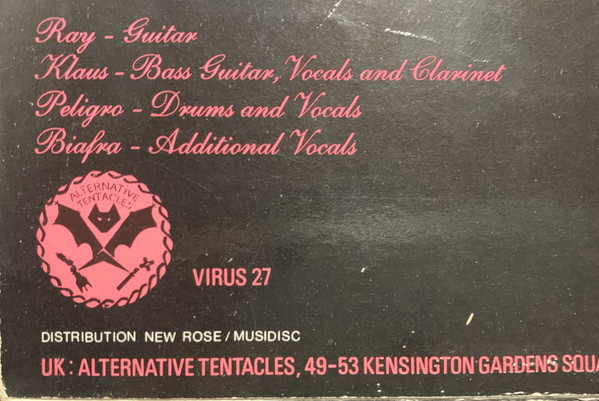 Ray - Guitar
Klaus - Bass Guitar, Vocals and Clarinet
Peligro - Drums and Vocals
Biafra - Additional Vocals
ALTERNATIVE
TENTACLES
VIRUS 27
DISTRIBUTION NEW ROSE / MUSIDISC
UK : ALTERNATIVE TENTACLES, 49-53 KENSINGTON GARDENS SQUA